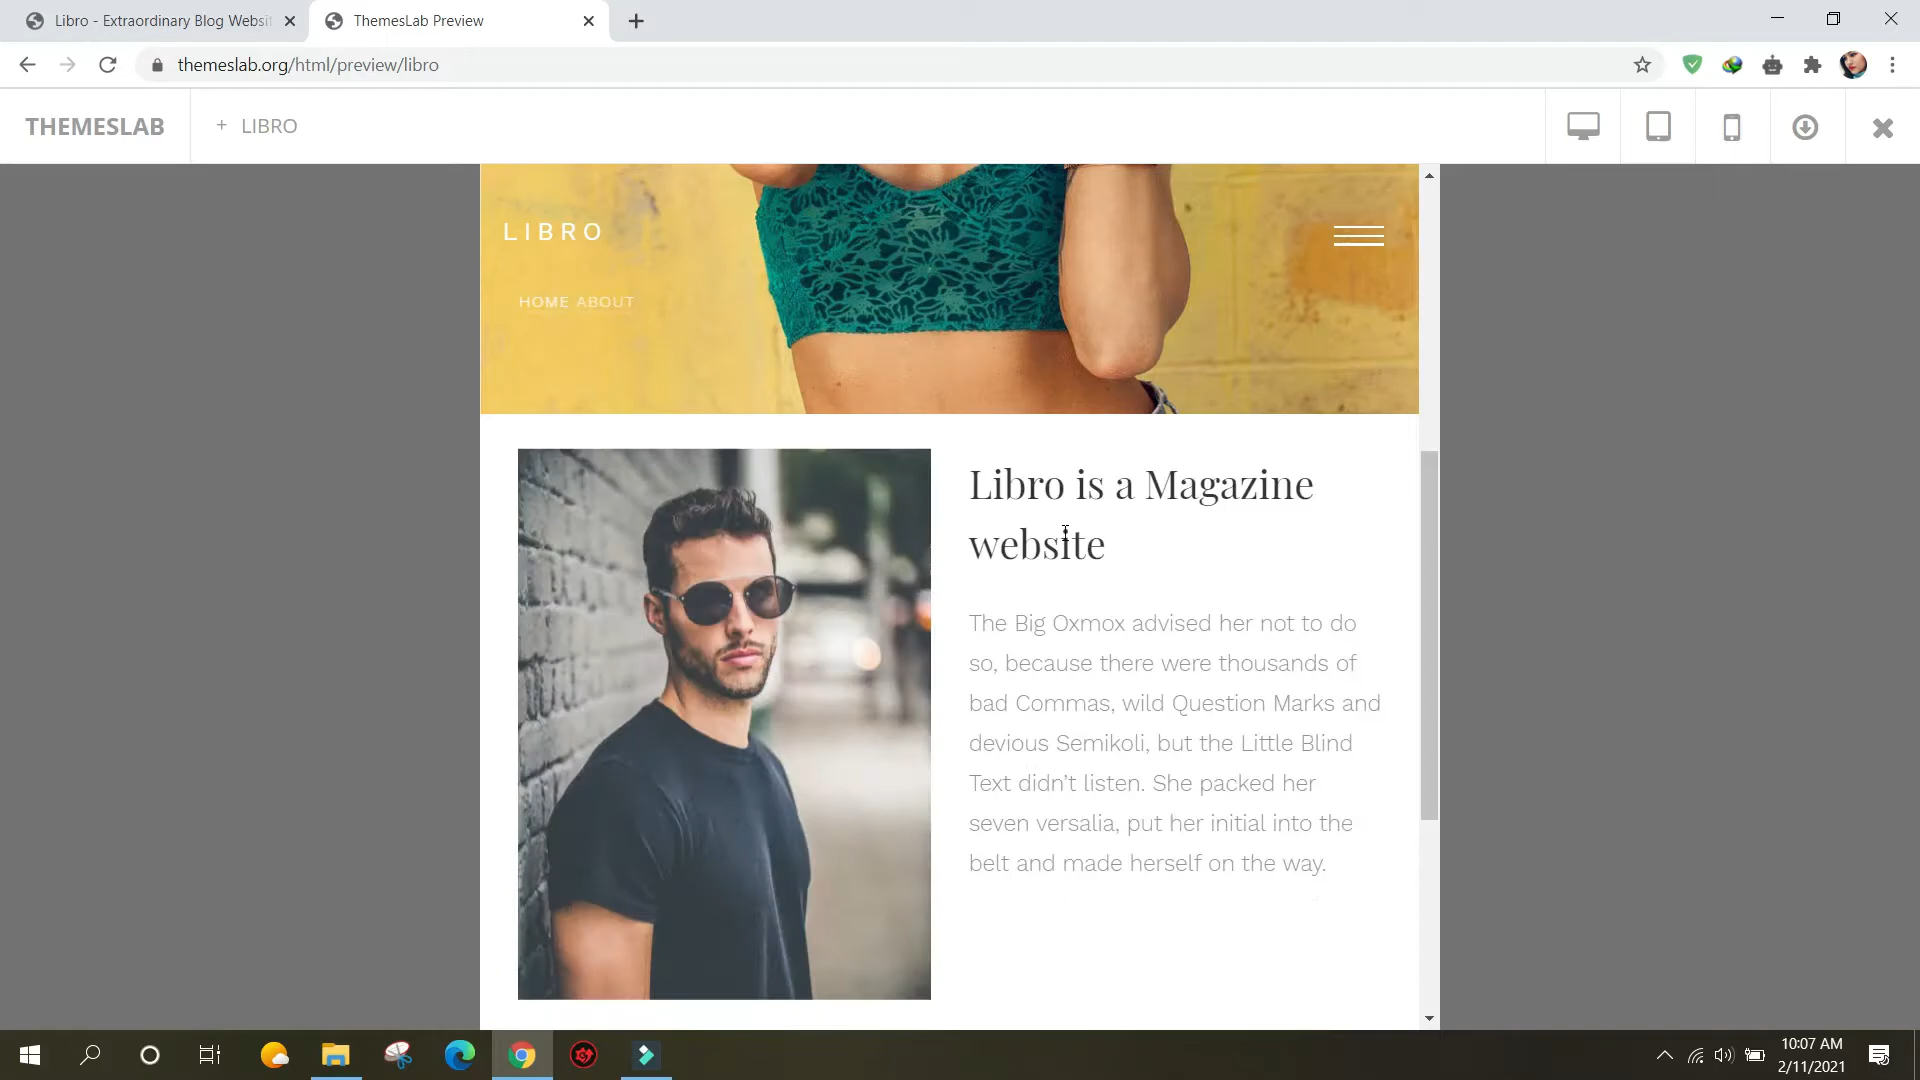 Libro - Extraordinary Blog Websi
ThemesLab Preview
themeslab.org/html/preview/libro
THEMESLAB
+ LIBRO
LIBRO
HOME ABOUT
Libro is a Magazine
website
The Big Oxmox advised her not to do
so, because there were thousands of
bad Commas, wild Question Marks and
devious Semikoli, but the Little Blind
Text didn’t listen. She packed her
seven versalia, put her initial into the
belt and made herself on the way.
10:07 AM
2/11/2021